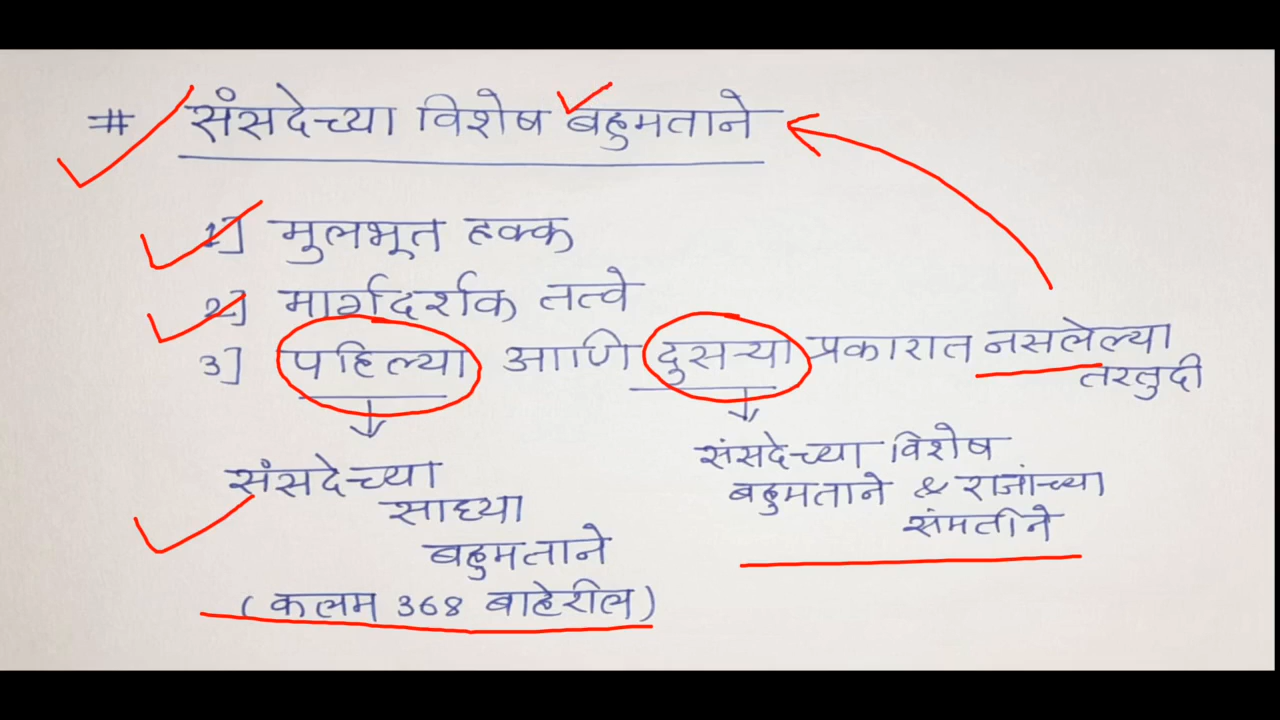 # संसदेच्या विशेष बहुमताने
1] मुलभूत हक्क
2] मार्गदर्शक तत्वे
3] पहिल्या आणि दुसऱ्या प्रकारात नसलेल्या
तरतुदी
संसदेच्या
साध्या
बहुमताने
( कलम 368 बाहेरील )
संसदेच्या विशेष
बहुमताने & राजांच्या
संमतीने